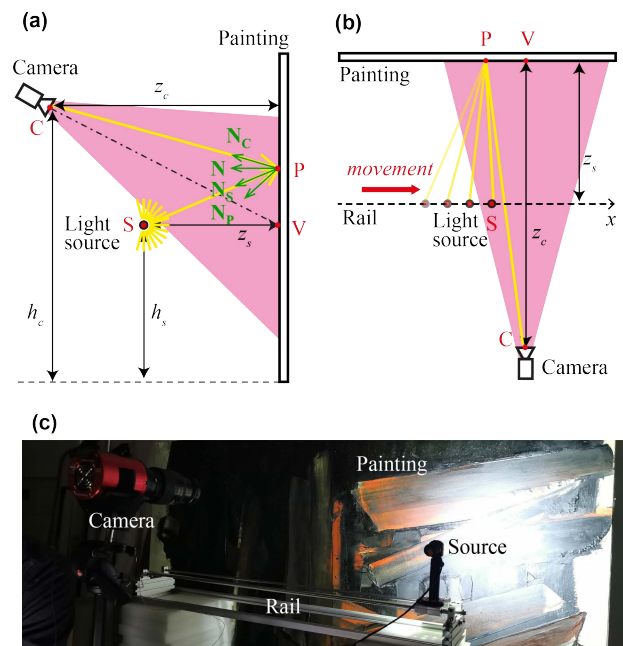 (a)
Painting
Camera
z_c
C
N_C
N
P
N_S
N_P
S
Light
source
z_s
V
h_c
h_s
(b)
P
V
Painting
movement
z_s
Rail
Light
source
S
x
z_c
C
Camera
(c)
Painting
Camera
Source
Rail